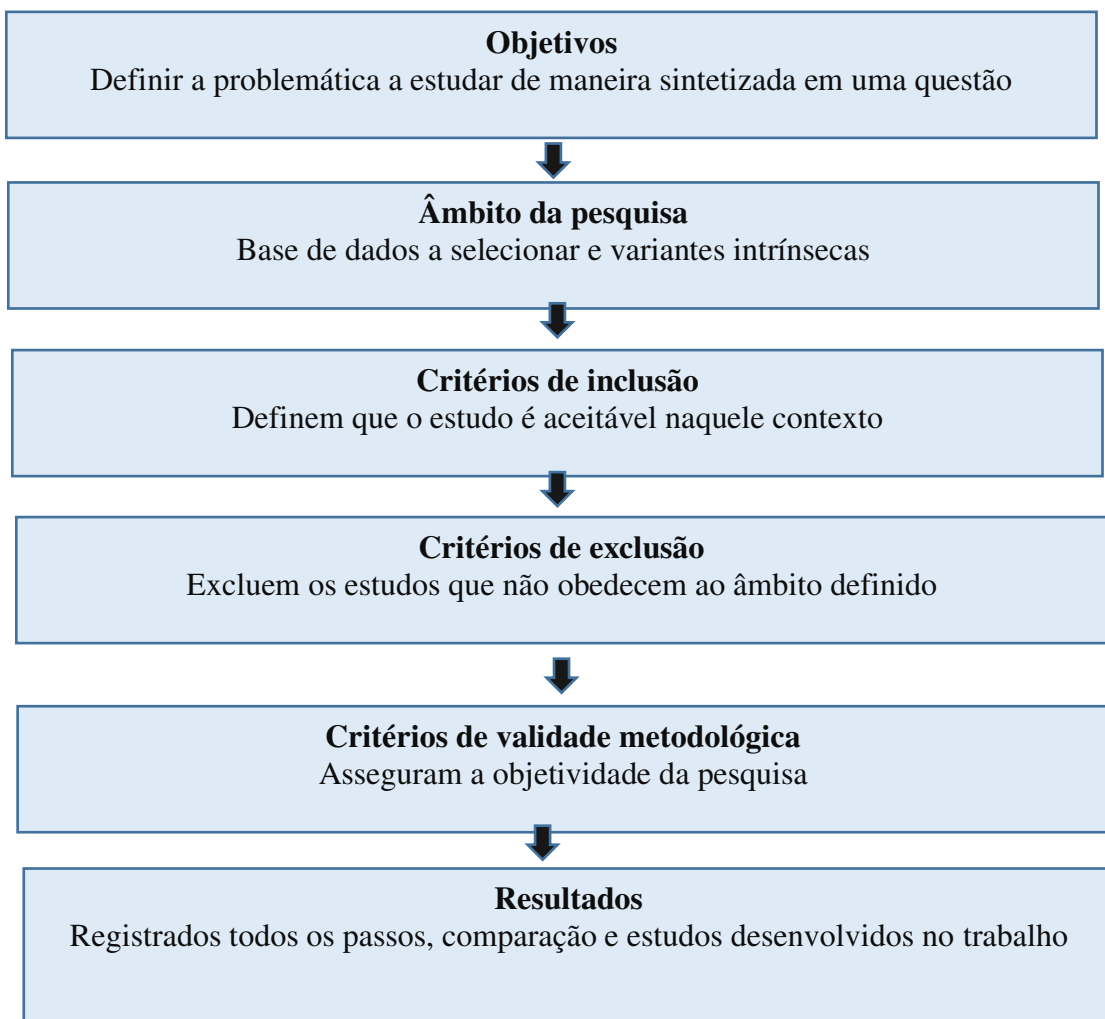 Objetivos
Definir a problemática a estudar de maneira sintetizada em uma questão
Âmbito da pesquisa
Base de dados a selecionar e variantes intrínsecas
Critérios de inclusão
Definem que o estudo é aceitável naquele contexto
Critérios de exclusão
Excluem os estudos que não obedecem ao âmbito definido
Critérios de validade metodológica
Asseguram a objetividade da pesquisa
Resultados
Registrados todos os passos, comparação e estudos desenvolvidos no trabalho